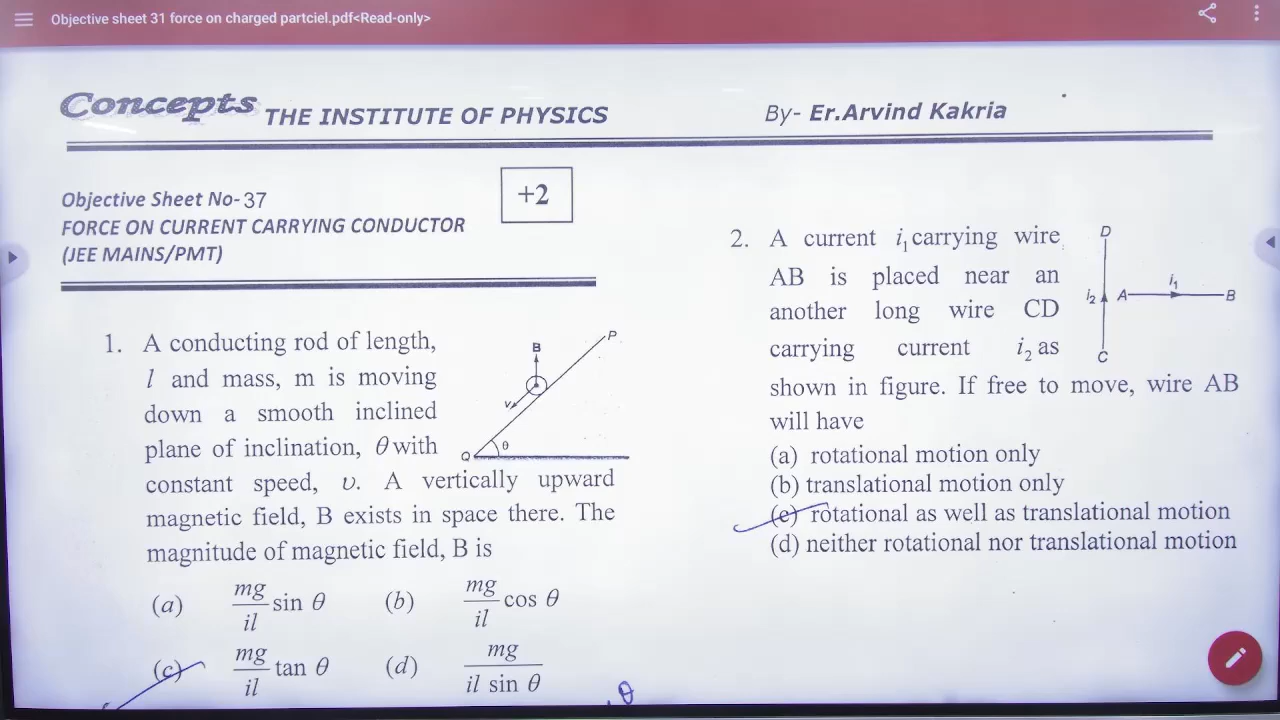 Objective sheet 31 force on charged partciel.pdf<Read-only>
Concepts THE INSTITUTE OF PHYSICS By- Er.Arvind Kakria
Objective Sheet No-37
+2
FORCE ON CURRENT CARRYING CONDUCTOR
(JEE MAINS/PMT)
1. A conducting rod of length,
l and mass, m is moving
down a smooth inclined
plane of inclination, θ with
constant speed, υ. A vertically upward
magnetic field, B exists in space there. The
magnitude of magnetic field, B is
B
P
v
Q
θ
(a) mg/il sin θ (b) mg/il cos θ
(c) mg/il tan θ (d) mg/il sin θ
θ
2. A current i₁ carrying wire
AB is placed near an
another long wire CD
carrying current i₂ as
shown in figure. If free to move, wire AB
will have
D
i₁
i₂ A B
C
(a) rotational motion only
(b) translational motion only
(c) rotational as well as translational motion
(d) neither rotational nor translational motion